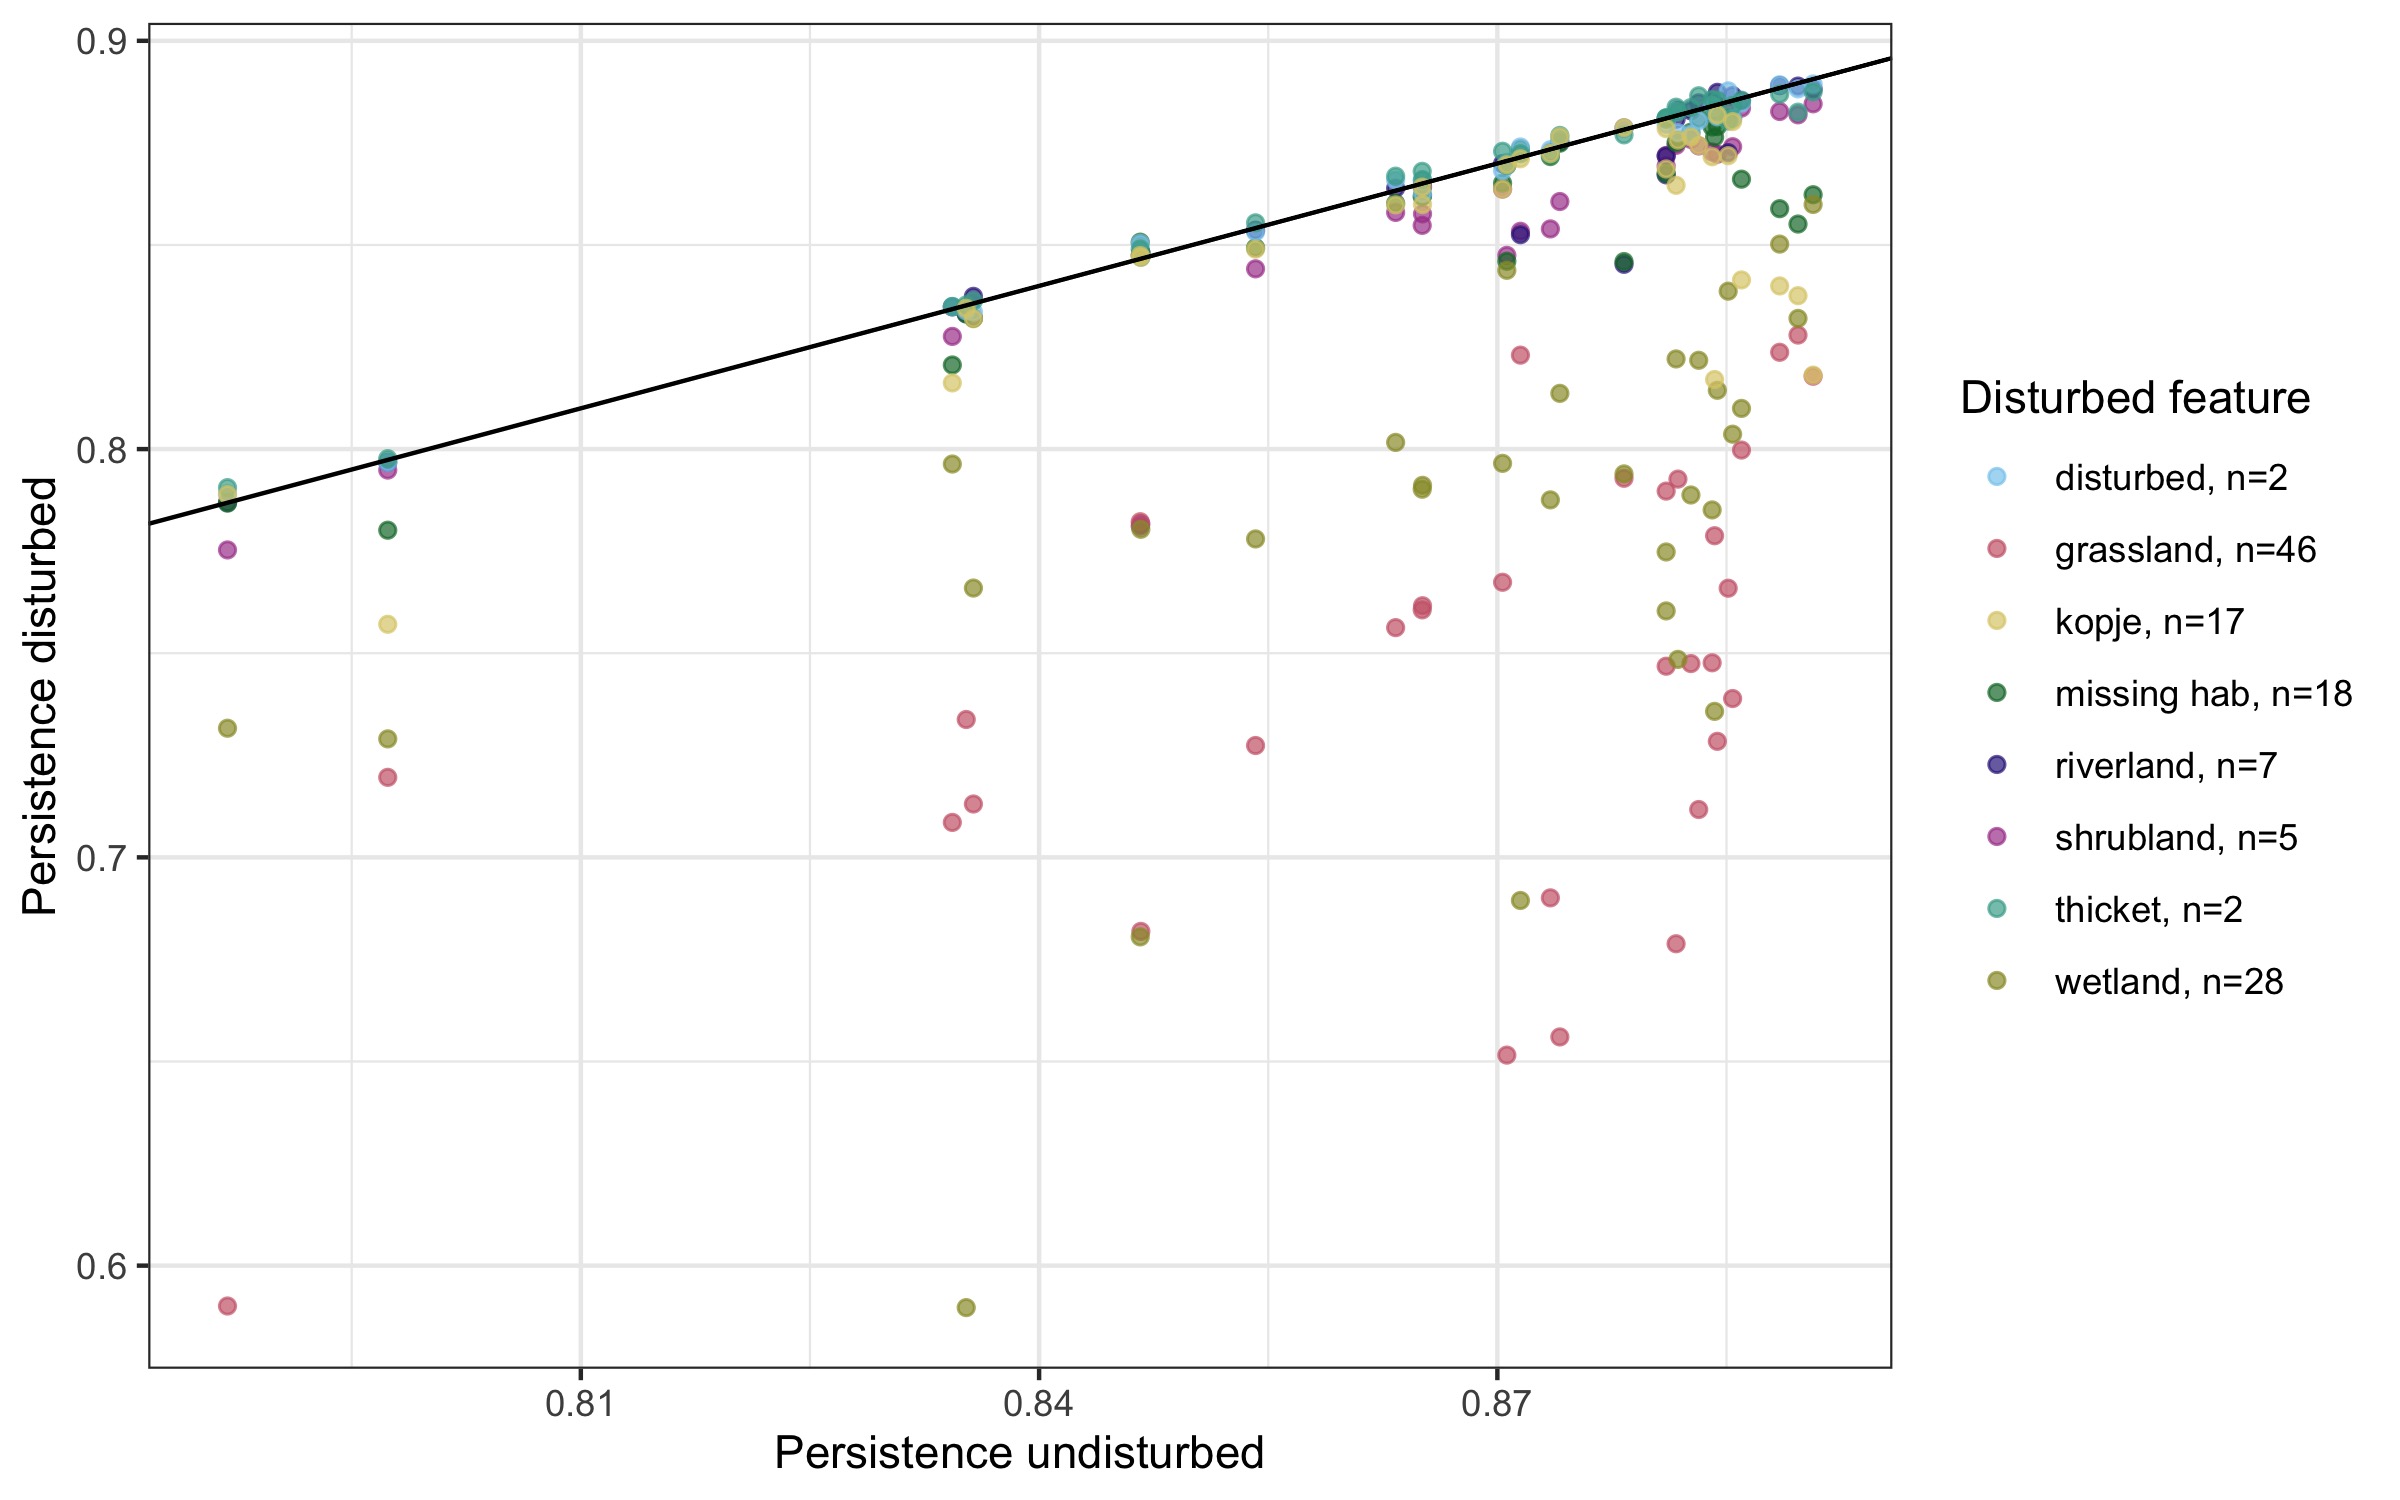 0.9
0.8
0.7
0.6
Persistence disturbed
0.81
0.84
0.87
Persistence undisturbed
Disturbed feature
disturbed, n=2
grassland, n=46
kopje, n=17
missing hab, n=18
riverland, n=7
shrubland, n=5
thicket, n=2
wetland, n=28